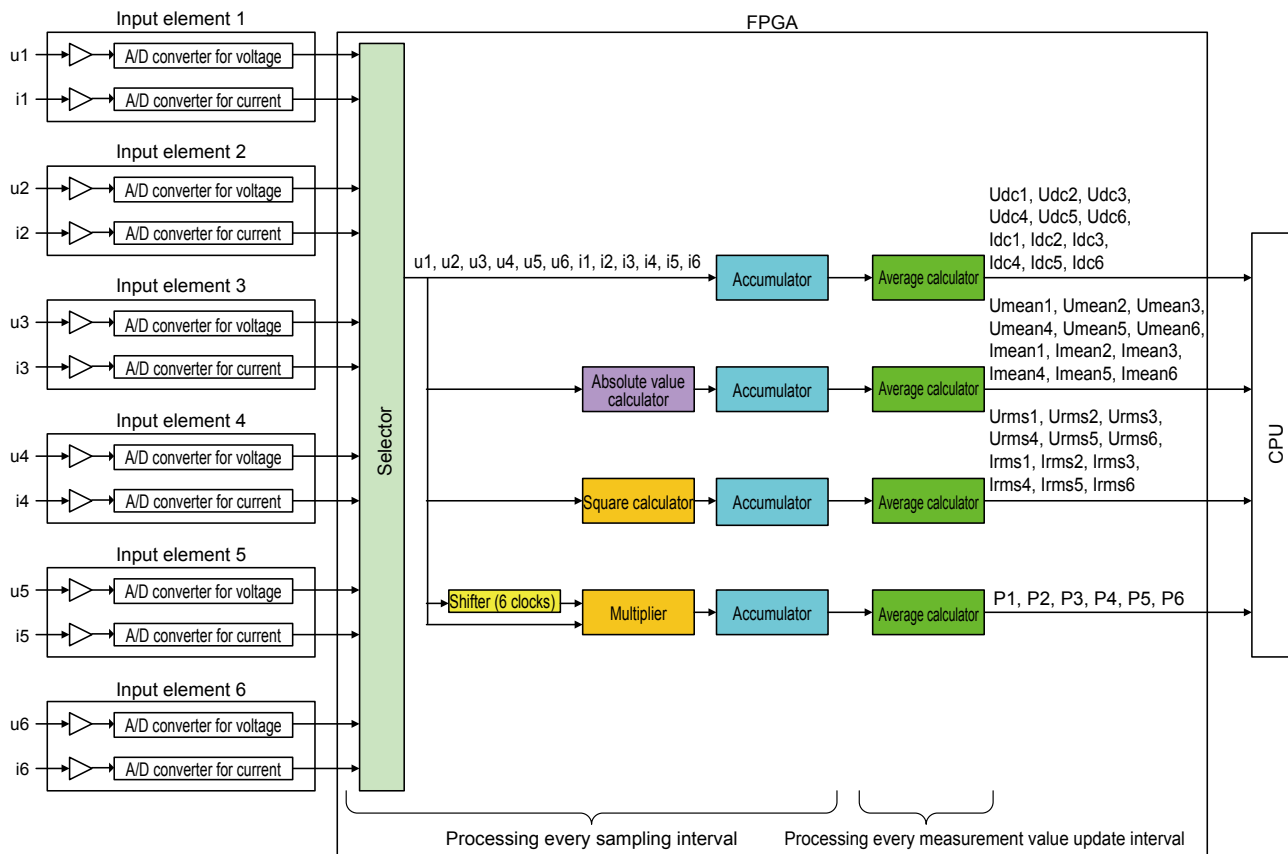 Input element 1
u1
A/D converter for voltage
i1
A/D converter for current
Input element 2
u2
A/D converter for voltage
i2
A/D converter for current
Input element 3
u3
A/D converter for voltage
i3
A/D converter for current
Input element 4
u4
A/D converter for voltage
i4
A/D converter for current
Input element 5
u5
A/D converter for voltage
i5
A/D converter for current
Input element 6
u6
A/D converter for voltage
i6
A/D converter for current
FPGA
Selector
u1, u2, u3, u4, u5, u6, i1, i2, i3, i4, i5, i6
Accumulator
Average calculator
Udc1, Udc2, Udc3,
Udc4, Udc5, Udc6,
Idc1, Idc2, Idc3,
Idc4, Idc5, Idc6
Absolute value
calculator
Accumulator
Average calculator
Umean1, Umean2, Umean3,
Umean4, Umean5, Umean6,
Imean1, Imean2, Imean3,
Imean4, Imean5, Imean6
Square calculator
Accumulator
Average calculator
Urms1, Urms2, Urms3,
Urms4, Urms5, Urms6,
Irms1, Irms2, Irms3,
Irms4, Irms5, Irms6
Shifter (6 clocks)
Multiplier
Accumulator
Average calculator
P1, P2, P3, P4, P5, P6
CPU
Processing every sampling interval
Processing every measurement value update interval